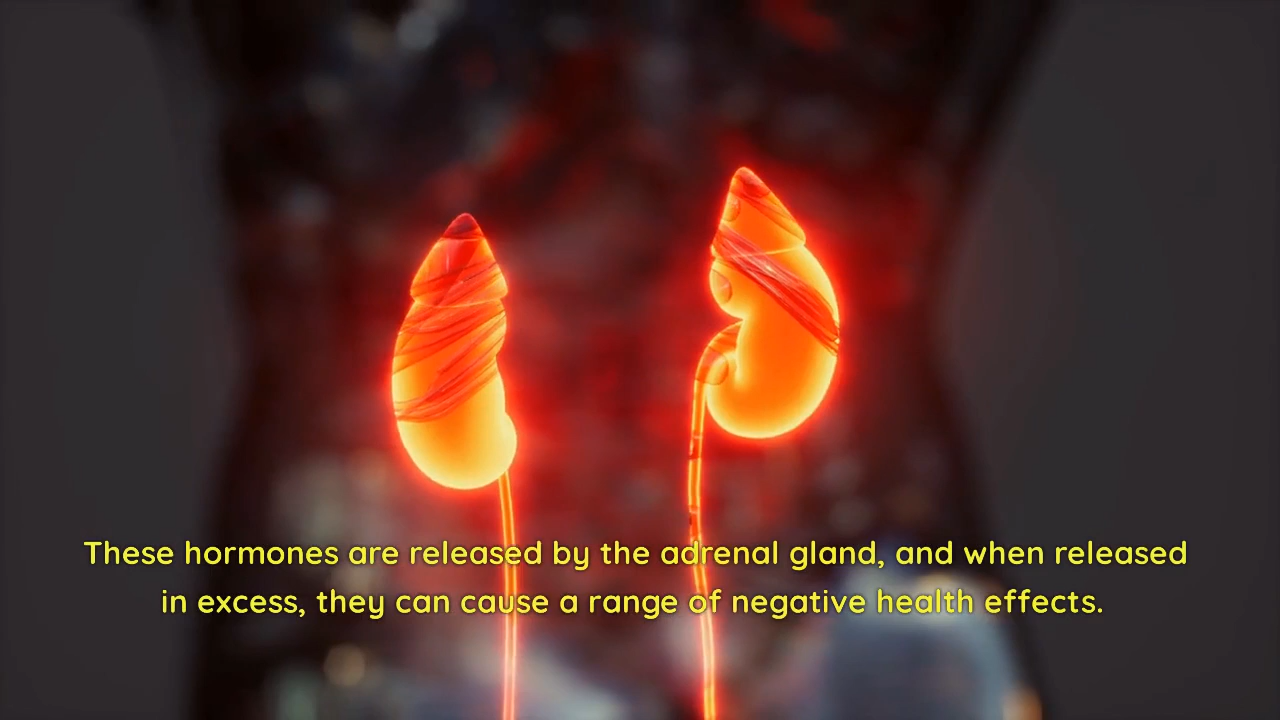 These hormones are released by the adrenal gland, and when released
in excess, they can cause a range of negative health effects.